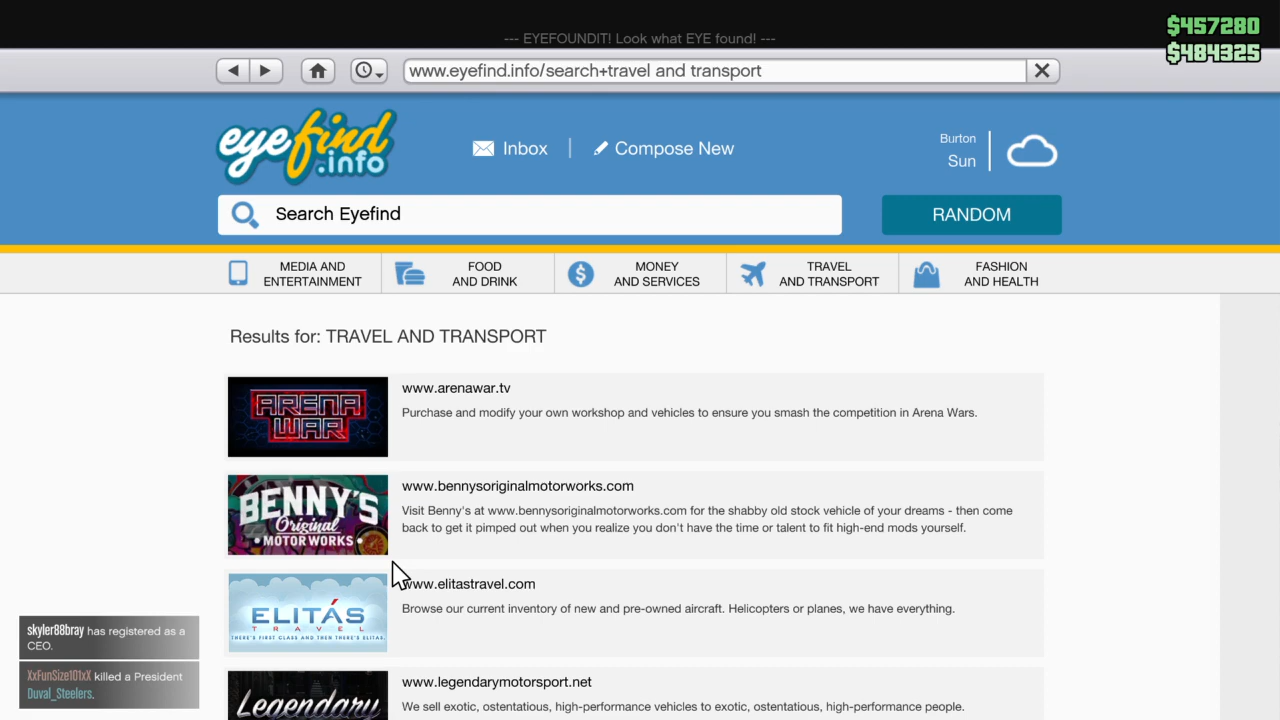 --- EYEFOUNDIT! Look what EYE found! ---
$457280
$484325
www.eyefind.info/search+travel and transport
eyefind
.info
Inbox
Compose New
Burton
Sun
Search Eyefind
RANDOM
MEDIA AND
ENTERTAINMENT
FOOD
AND DRINK
MONEY
AND SERVICES
TRAVEL
AND TRANSPORT
FASHION
AND HEALTH
Results for: TRAVEL AND TRANSPORT
ARENA
WAR
www.arenawar.tv
Purchase and modify your own workshop and vehicles to ensure you smash the competition in Arena Wars.
BENNY'S
Original
MOTOR WORKS
www.bennysoriginalmotorworks.com
Visit Benny's at www.bennysoriginalmotorworks.com for the shabby old stock vehicle of your dreams - then come
back to get it pimped out when you realize you don't have the time or talent to fit high-end mods yourself.
ELITÁS
TRAVEL
THERE'S FIRST CLASS AND THEN THERE'S ELITAS.
www.elitastravel.com
Browse our current inventory of new and pre-owned aircraft. Helicopters or planes, we have everything.
Legendary
www.legendarymotorsport.net
We sell exotic, ostentatious, high-performance vehicles to exotic, ostentatious, high-performance people.
skyler88bray has registered as a
CEO.
XxFunSize101xX killed a President
Duval_Steelers.